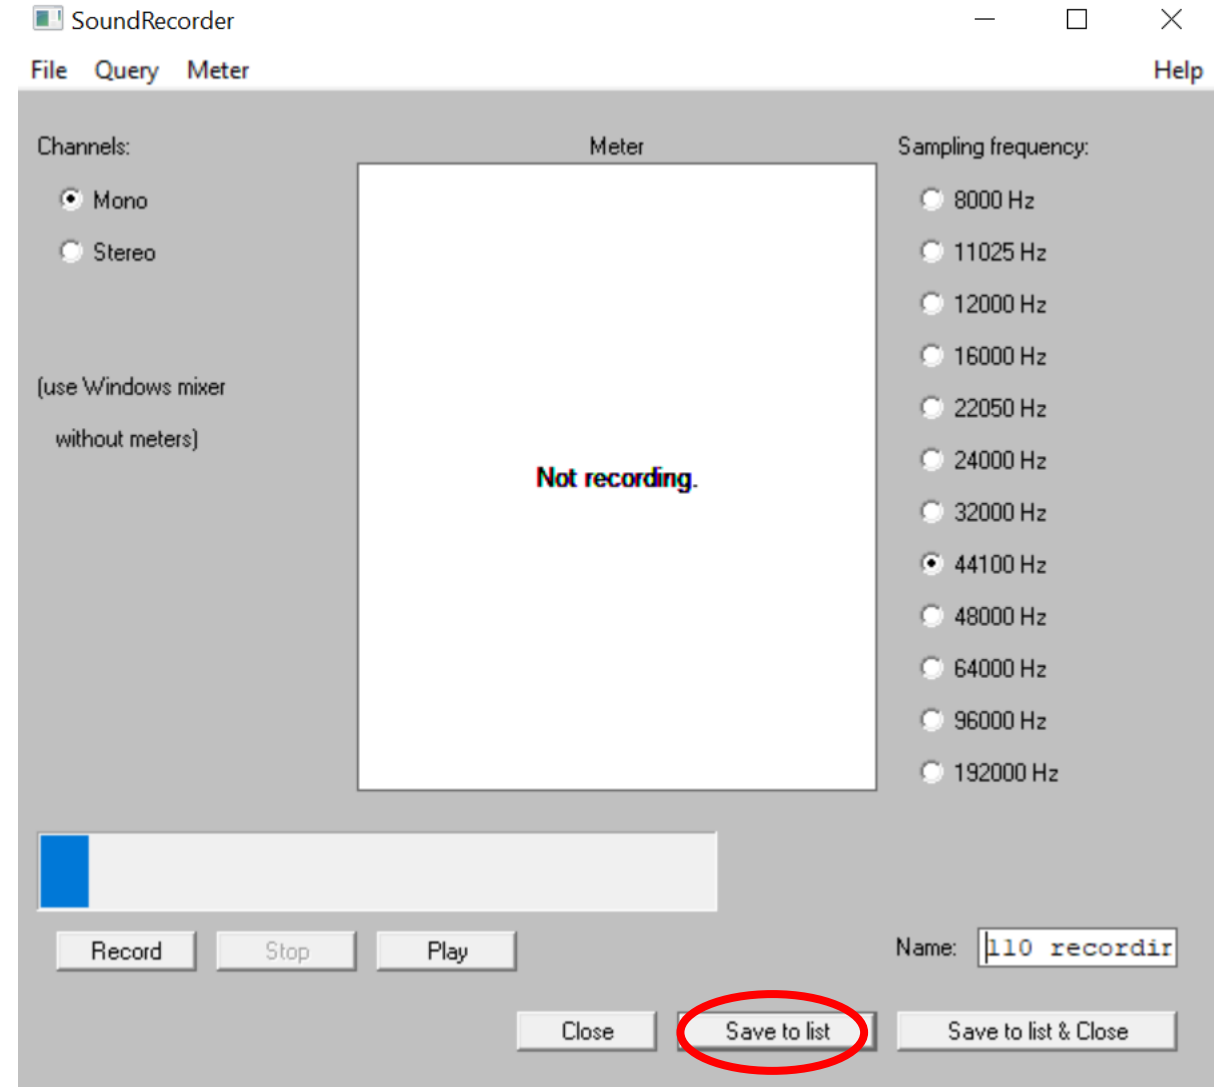 SoundRecorder
File Query Meter Help
Channels:
Mono
Stereo
(use Windows mixer
without meters)
Meter
Not recording.
Sampling frequency:
8000 Hz
11025 Hz
12000 Hz
16000 Hz
22050 Hz
24000 Hz
32000 Hz
44100 Hz
48000 Hz
64000 Hz
96000 Hz
192000 Hz
Record Stop Play
Name: 110
Close Save to list Save to list & Close